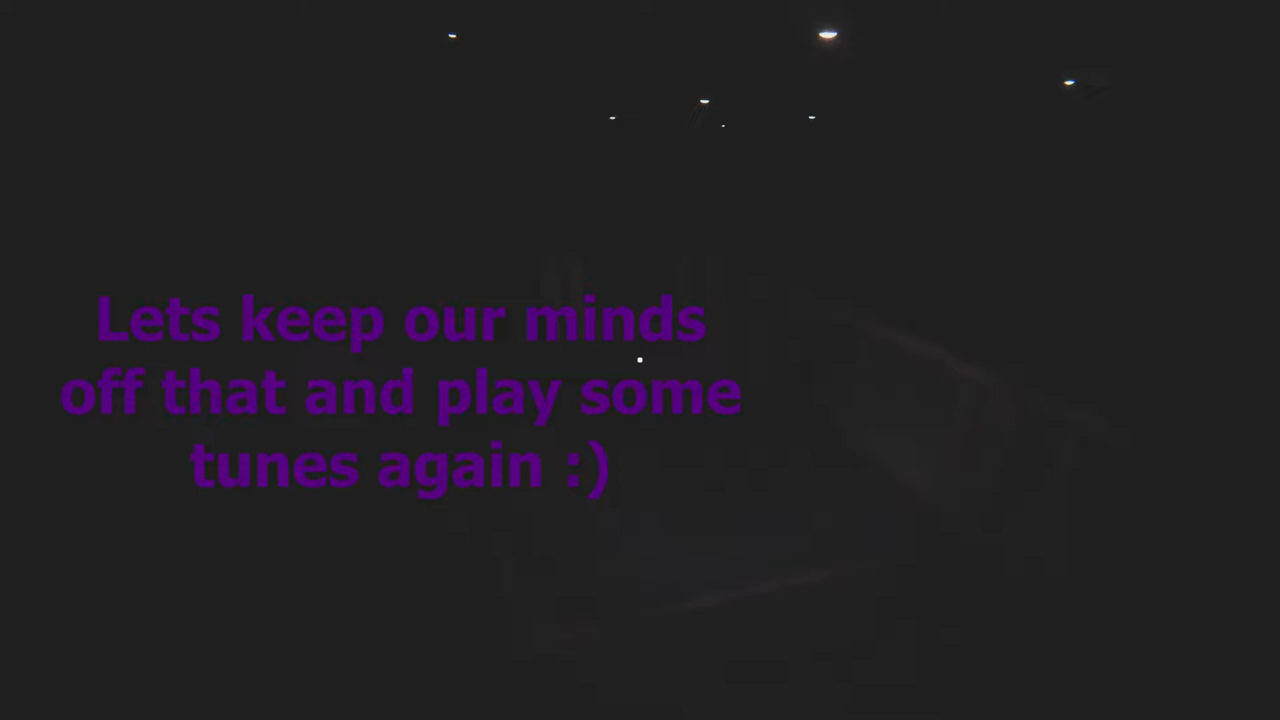 Lets keep our minds
off that and play some
tunes again :)